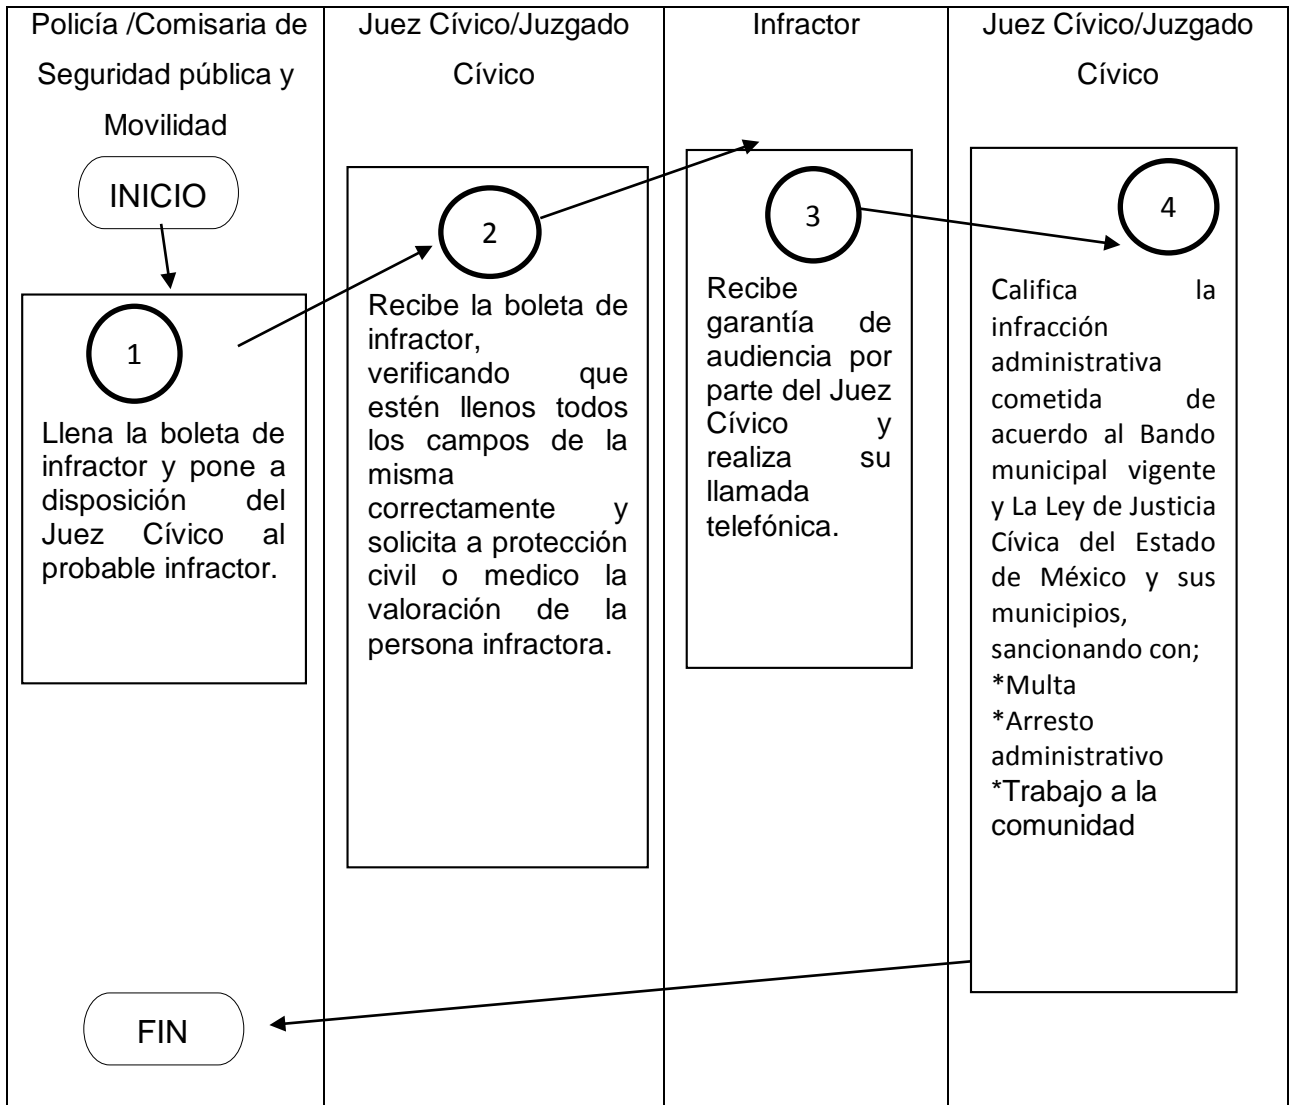 Policía /Comisaria de
Seguridad pública y
Movilidad
INICIO
1
Llena la boleta de
infractor y pone a
disposición del
Juez Cívico al
probable infractor.
FIN
Juez Cívico/Juzgado
Cívico
2
Recibe la boleta de
infractor,
verificando que
estén llenos todos
los campos de la
misma
correctamente y
solicita a protección
civil o medico la
valoración de la
persona infractora.
Infractor
3
Recibe
garantía de
audiencia por
parte del Juez
Cívico y
realiza su
llamada
telefónica.
Juez Cívico/Juzgado
Cívico
4
Califica la
infracción
administrativa
cometida de
acuerdo al Bando
municipal vigente
y La Ley de Justicia
Cívica del Estado
de México y sus
municipios,
sancionando con;
*Multa
*Arresto
administrativo
*Trabajo a la
comunidad